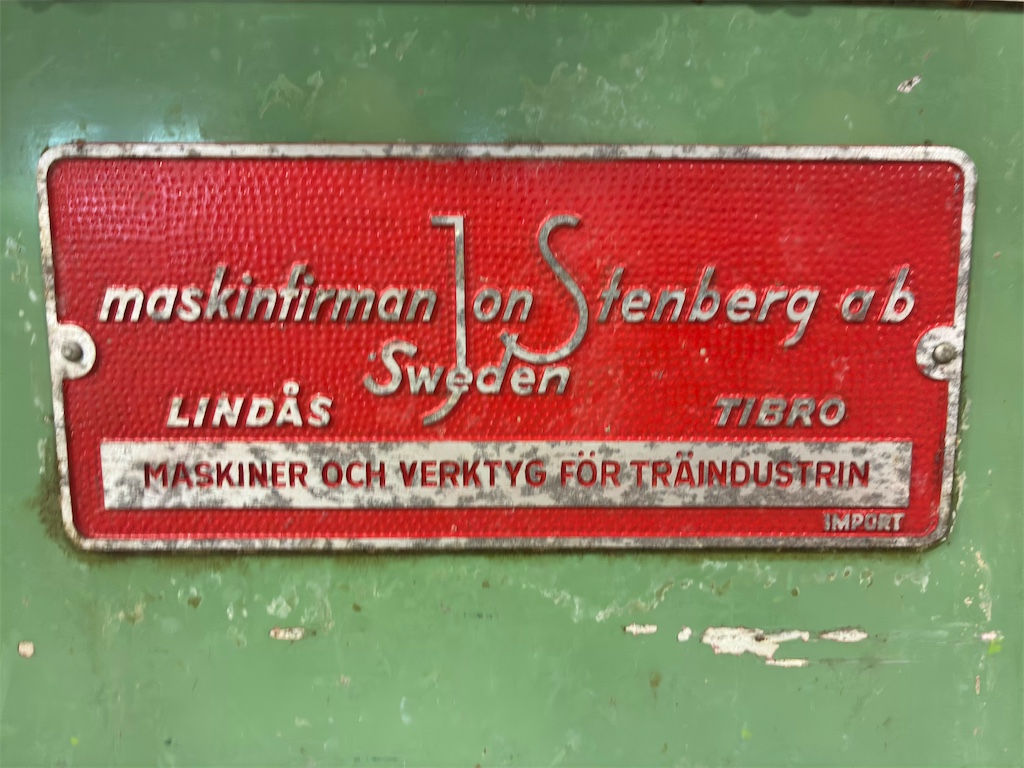 maskinfirman Jon Stenberg ab
Sweden
LINDÅS TIBRO
MASKINER OCH VERKTYG FÖR TRÄINDUSTRIN
IMPORT